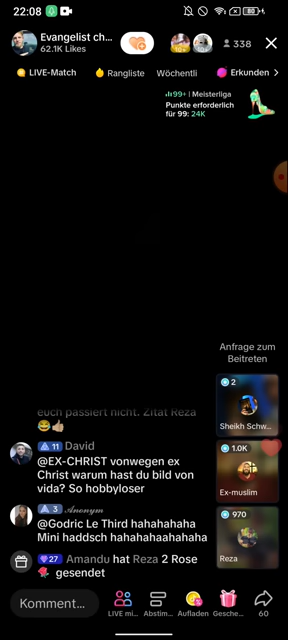 22:08
80
Evangelist ch...
62.1K Likes
338
LIVE-Match
Rangliste
Wöchentli
Erkunden
99+ | Meisterliga
Punkte erforderlich
für 99: 24K
Anfrage zum
Beitreten
2
Sheikh Schw...
euch passiert nicht. Zitat Reza
😂👍🏼
11 David
@EX-CHRIST vonwegen ex
Christ warum hast du bild von
vida? So hobbyloser
1.0K
Ex-muslim
3 Anonym
@Godric Le Third hahahahaha
Mini haddsch hahahahaahahaha
970
Reza
27 Amandu hat Reza 2 Rose
🌹 gesendet
Komment...
LIVE mi...
Abstim...
Aufladen
Gesche...
60